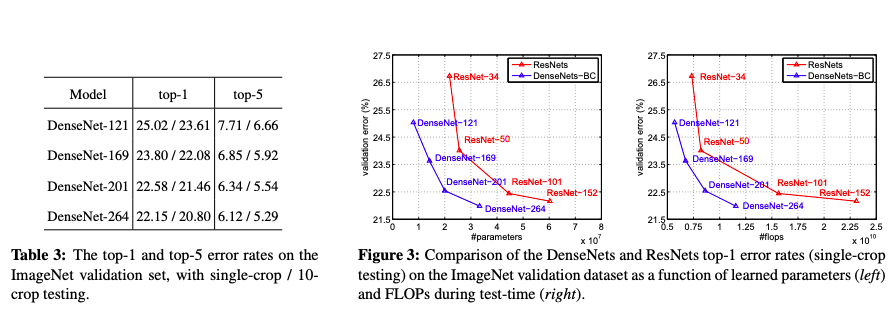 Model top-1 top-5
DenseNet-121 25.02 / 23.61 7.71 / 6.66
DenseNet-169 23.80 / 22.08 6.85 / 5.92
DenseNet-201 22.58 / 21.46 6.34 / 5.54
DenseNet-264 22.15 / 20.80 6.12 / 5.29
Table 3: The top-1 and top-5 error rates on the
ImageNet validation set, with single-crop / 10-
crop testing.
27.5
26.5
25.5
24.5
23.5
22.5
21.5
validation error (%)
ResNets
DenseNets-BC
ResNet-34
DenseNet-121
ResNet-50
DenseNet-169
DenseNet-201
ResNet-101
ResNet-152
DenseNet-264
0 1 2 3 4 5 6 7 8
#parameters
x 10^7
27.5
26.5
25.5
24.5
23.5
22.5
21.5
validation error (%)
ResNets
DenseNets-BC
ResNet-34
DenseNet-121
ResNet-50
DenseNet-169
DenseNet-201
ResNet-101
ResNet-152
DenseNet-264
0.5 0.75 1 1.25 1.5 1.75 2 2.25 2.5
#flops
x 10^10
Figure 3: Comparison of the DenseNets and ResNets top-1 error rates (single-crop
testing) on the ImageNet validation dataset as a function of learned parameters (left)
and FLOPs during test-time (right).